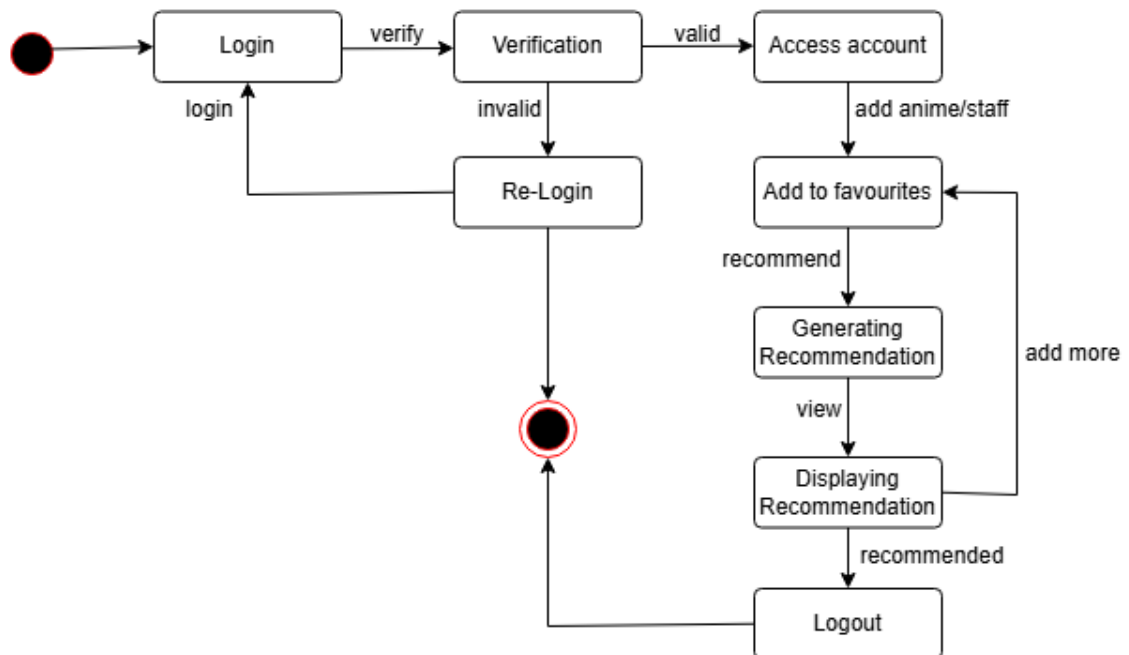 Login
verify
Verification
valid
Access account
login
invalid
add anime/staff
Re-Login
Add to favourites
recommend
Generating
Recommendation
add more
view
Displaying
Recommendation
recommended
Logout